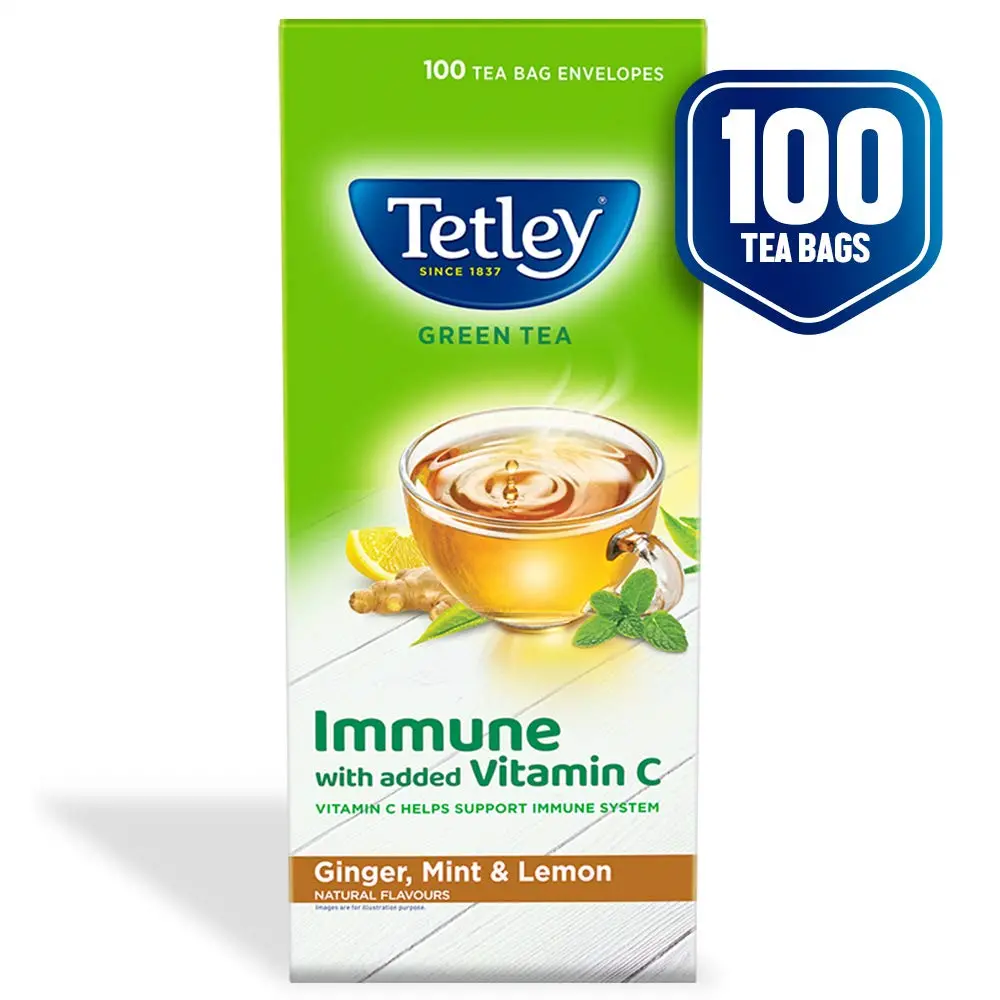 100 TEA BAG ENVELOPES
Tetley®
SINCE 1837
GREEN TEA
100
TEA BAGS
Immune
with added Vitamin C
VITAMIN C HELPS SUPPORT IMMUNE SYSTEM
Ginger, Mint & Lemon
NATURAL FLAVOURS
Images are for illustration purpose.